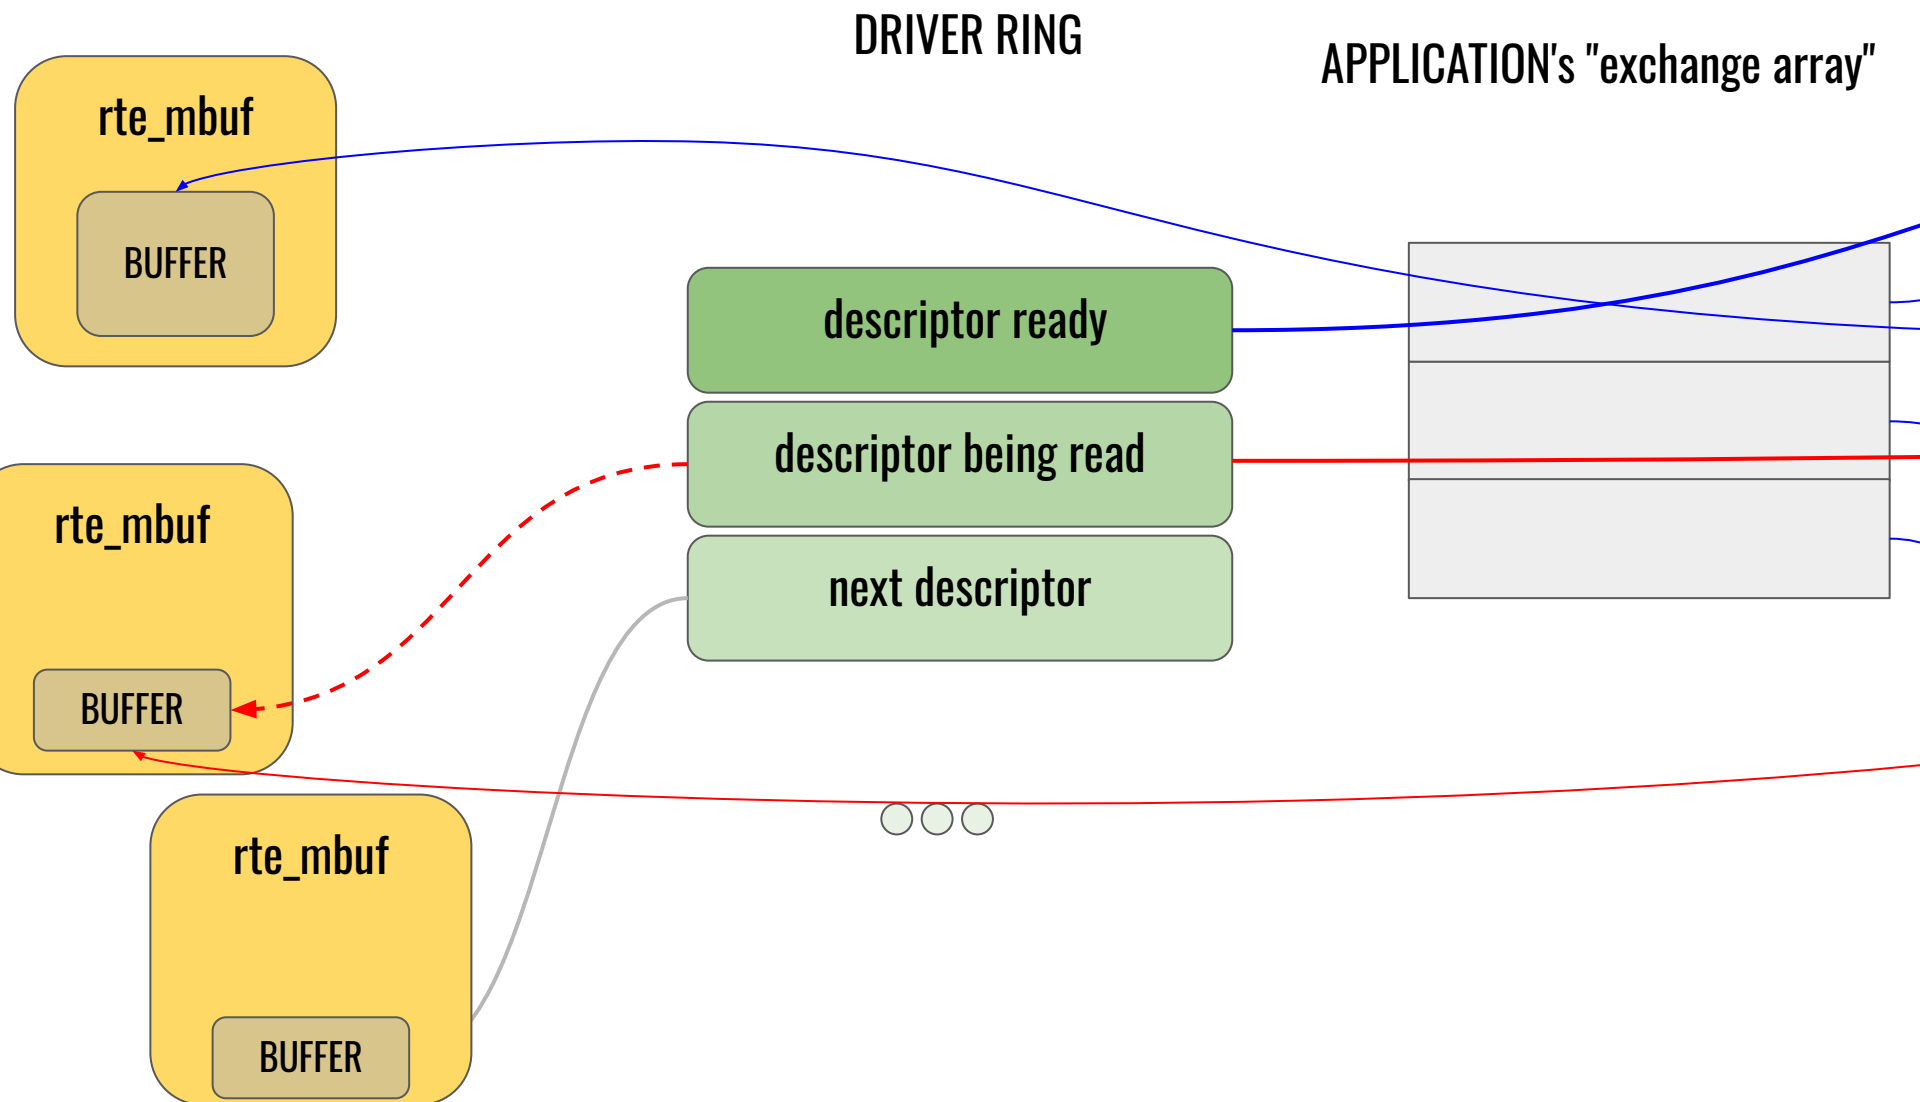 DRIVER RING
APPLICATION's "exchange array"
rte_mbuf
BUFFER
descriptor ready
descriptor being read
next descriptor
rte_mbuf
BUFFER
rte_mbuf
BUFFER